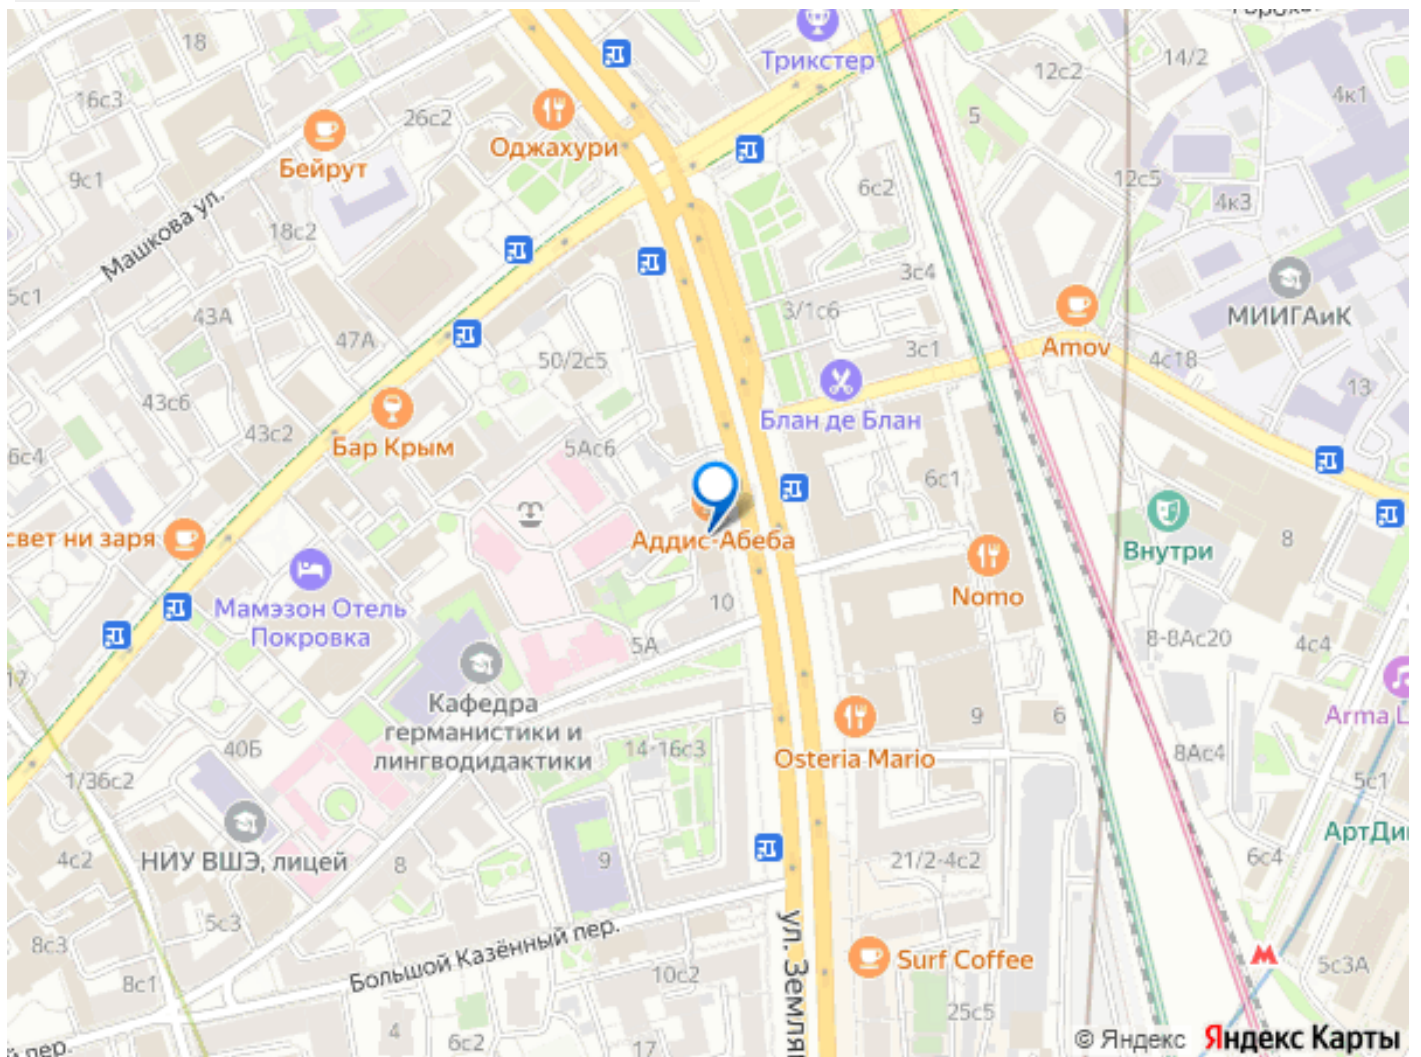 Горох
18
Трикстер
14/2
12с2
16с3
26с2
4к1
5
Оджахури
Бейрут
9с1
12с5
6с2
4к3
Машкова ул.
18с2
3с4
5с1
МИИГАиК
3/1с6
43А
47А
Amov
3с1
4с18
50/2с5
13
43с6
Блан де Блан
43с2
Бар Крым
5Ас6
6с4
6с1
свет ни заря
Аддис-Абеба
Внутри
8
Nomo
Мамэзон Отель
Покровка
10
8-8Ас20
5А
4с4
17
Кафедра
германистики и
лингводидактики
9
6
Arma L
40Б
14-16с3
Osteria Mario
8Ас4
1/36с2
5с1
АртДи
4с2
НИУ ВШЭ, лицей
8
9
21/2-4с2
6с4
5с3
8с3
Большой Казённый пер.
ул. Землян
Surf Coffee
5с3А
8с1
10с2
25с5
4
6с2
17
пер.
© Яндекс Яндекс Карты